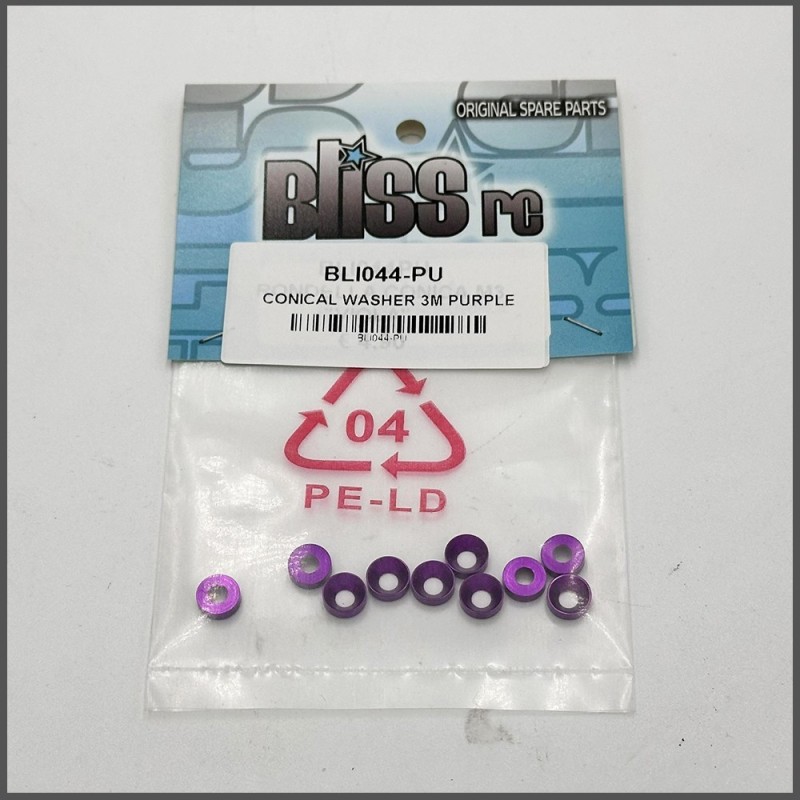 ORIGINAL SPARE PARTS
Bliss rc
BLI044-PU
CONICAL WASHER 3M PURPLE
BLI044-PU
04
PE-LD